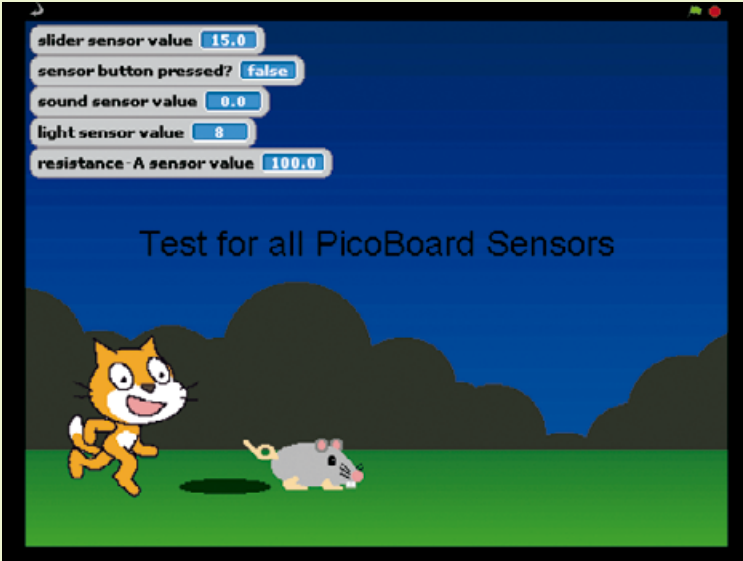 slider sensor value 15.0
sensor button pressed? false
sound sensor value 0.0
light sensor value 8
resistance-A sensor value 100.0
Test for all PicoBoard Sensors